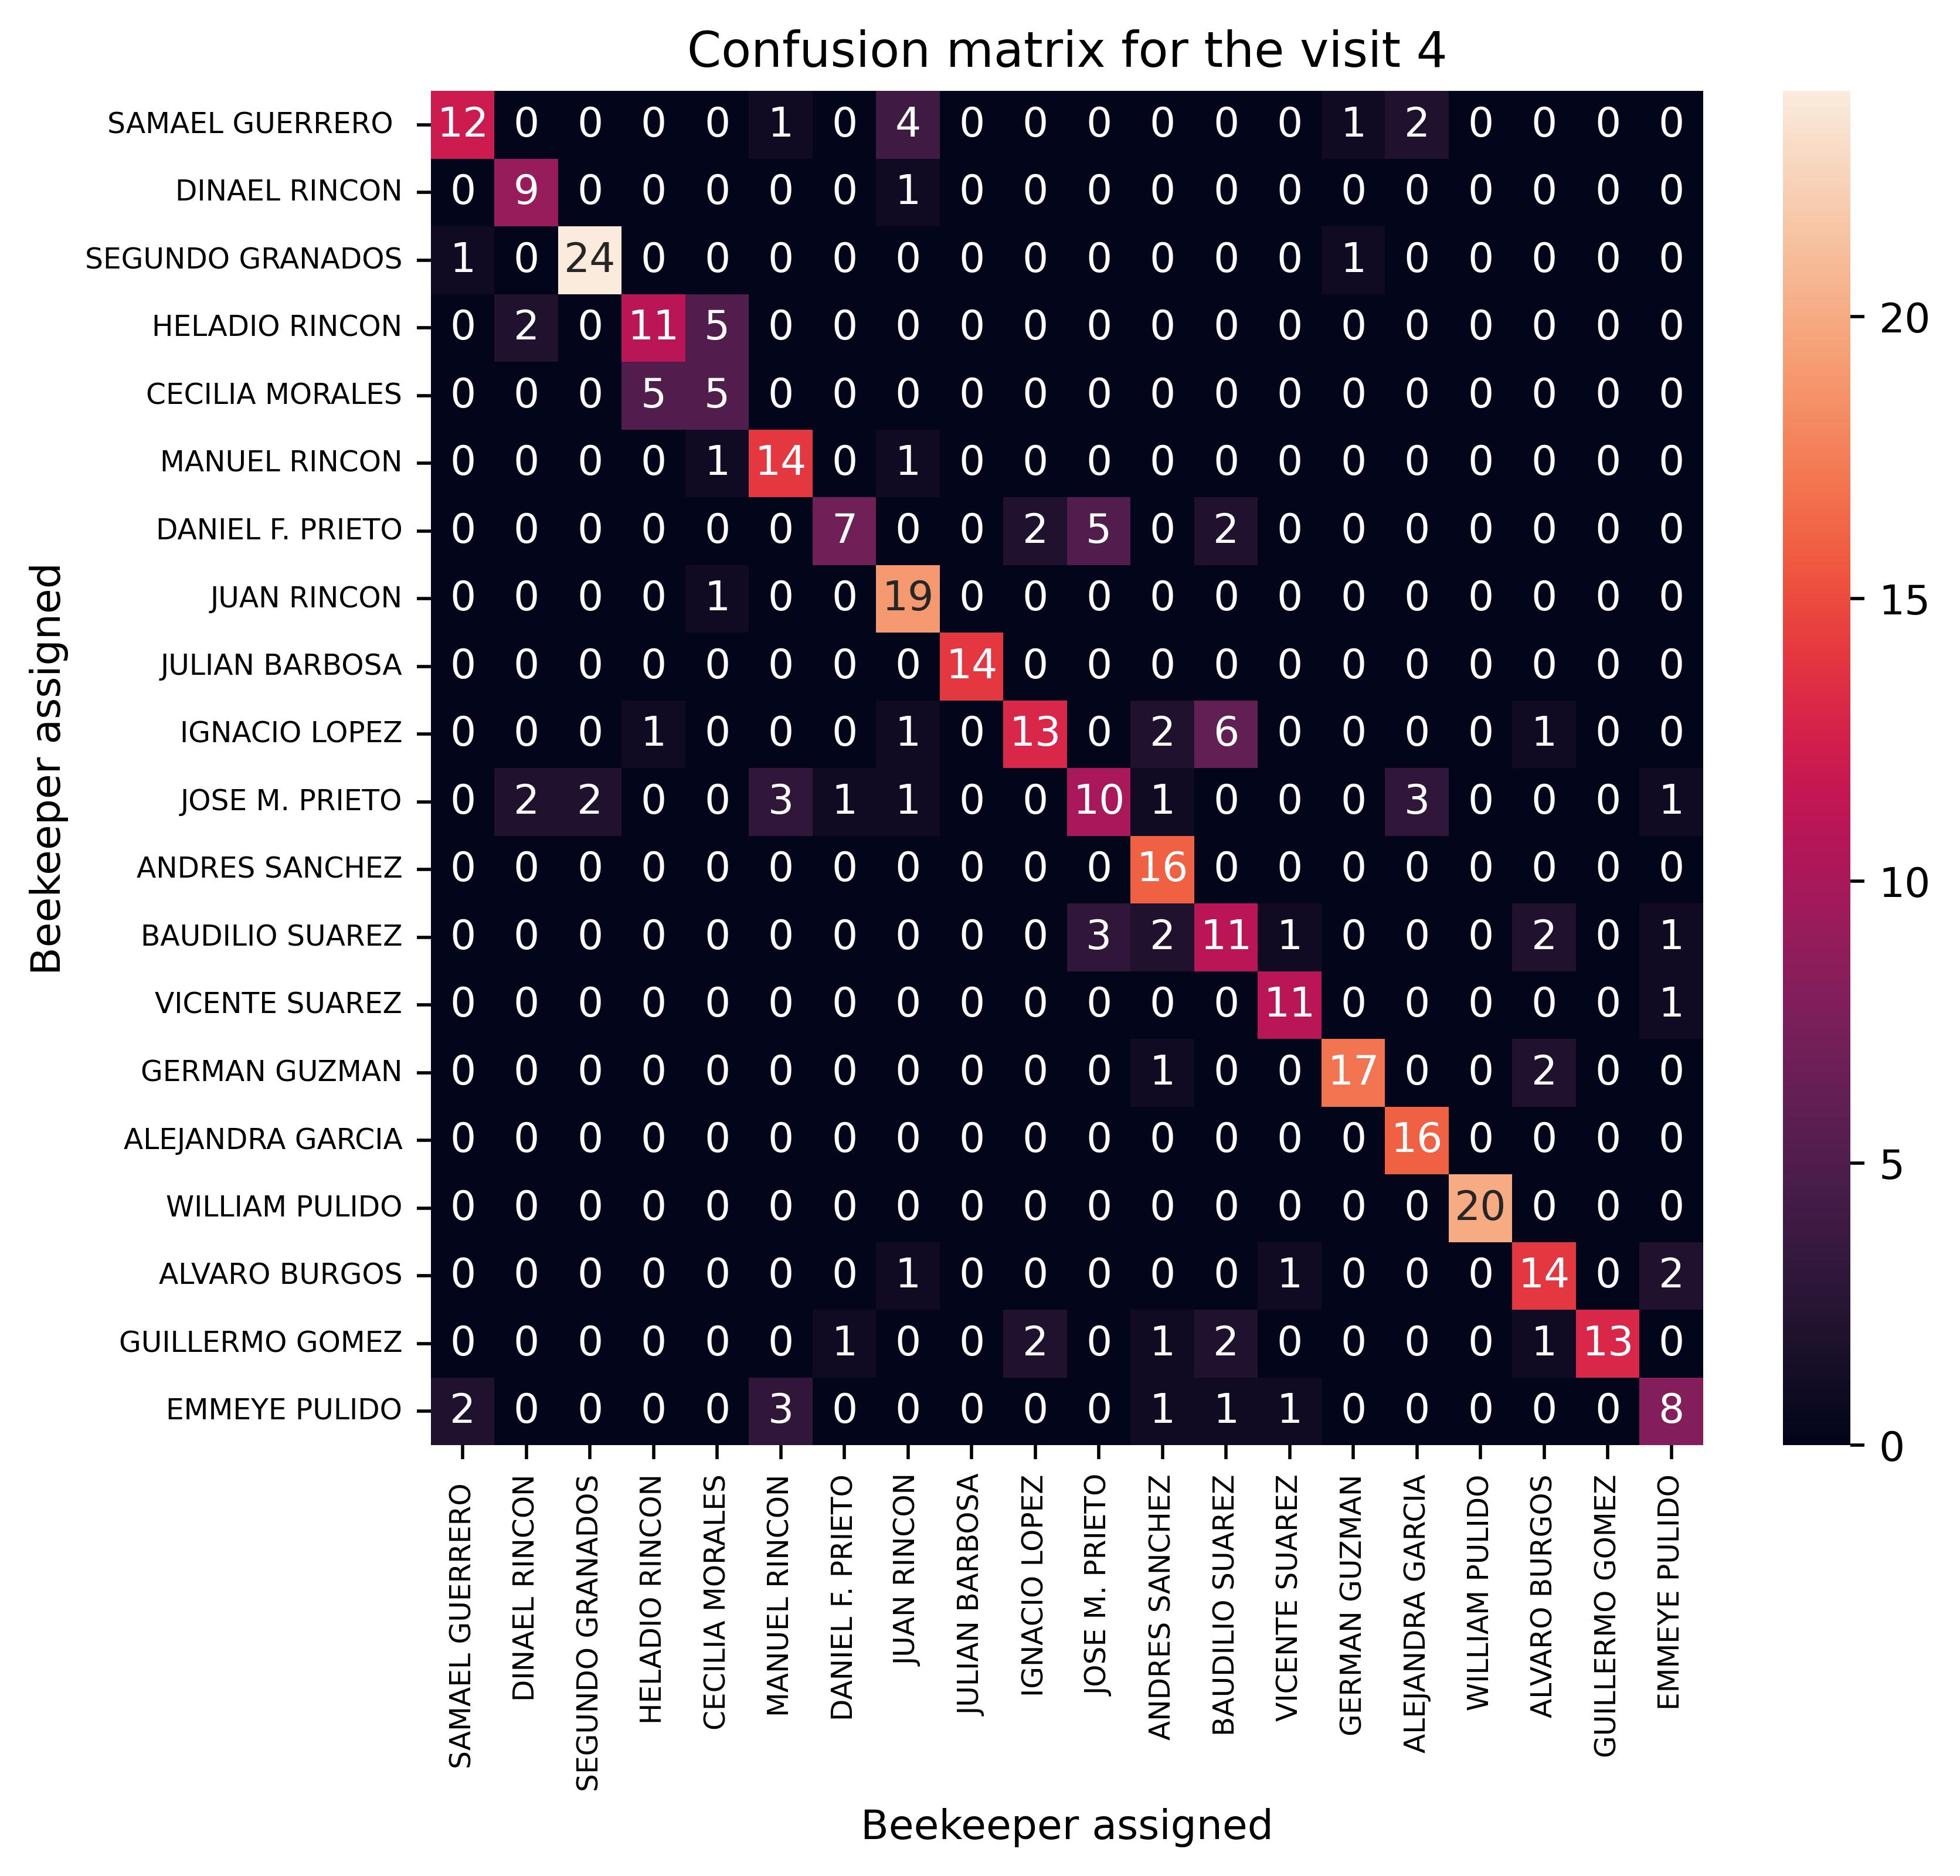 Confusion matrix for the visit 4
SAMAEL GUERRERO 12 0 0 0 0 1 0 4 0 0 0 0 0 0 1 2 0 0 0 0
DINAEL RINCON 0 9 0 0 0 0 0 1 0 0 0 0 0 0 0 0 0 0 0 0
SEGUNDO GRANADOS 1 0 24 0 0 0 0 0 0 0 0 0 0 0 1 0 0 0 0 0
HELADIO RINCON 0 2 0 11 5 0 0 0 0 0 0 0 0 0 0 0 0 0 0 0
CECILIA MORALES 0 0 0 5 5 0 0 0 0 0 0 0 0 0 0 0 0 0 0 0
MANUEL RINCON 0 0 0 0 1 14 0 1 0 0 0 0 0 0 0 0 0 0 0 0
DANIEL F. PRIETO 0 0 0 0 0 0 7 0 0 2 5 0 2 0 0 0 0 0 0 0
JUAN RINCON 0 0 0 0 1 0 0 19 0 0 0 0 0 0 0 0 0 0 0 0
JULIAN BARBOSA 0 0 0 0 0 0 0 0 14 0 0 0 0 0 0 0 0 0 0 0
IGNACIO LOPEZ 0 0 0 1 0 0 0 1 0 13 0 2 6 0 0 0 0 1 0 0
JOSE M. PRIETO 0 2 2 0 0 3 1 1 0 0 10 1 0 0 0 3 0 0 0 1
ANDRES SANCHEZ 0 0 0 0 0 0 0 0 0 0 0 16 0 0 0 0 0 0 0 0
BAUDILIO SUAREZ 0 0 0 0 0 0 0 0 0 0 3 2 11 1 0 0 0 2 0 1
VICENTE SUAREZ 0 0 0 0 0 0 0 0 0 0 0 0 0 11 0 0 0 0 0 1
GERMAN GUZMAN 0 0 0 0 0 0 0 0 0 0 0 1 0 0 17 0 0 2 0 0
ALEJANDRA GARCIA 0 0 0 0 0 0 0 0 0 0 0 0 0 0 0 16 0 0 0 0
WILLIAM PULIDO 0 0 0 0 0 0 0 0 0 0 0 0 0 0 0 0 20 0 0 0
ALVARO BURGOS 0 0 0 0 0 0 0 1 0 0 0 0 0 1 0 0 0 14 0 2
GUILLERMO GOMEZ 0 0 0 0 0 0 1 0 0 2 0 1 2 0 0 0 0 1 13 0
EMMEYE PULIDO 2 0 0 0 0 3 0 0 0 0 0 1 1 1 0 0 0 0 0 8
Beekeeper assigned
SAMAEL GUERRERO
DINAEL RINCON
SEGUNDO GRANADOS
HELADIO RINCON
CECILIA MORALES
MANUEL RINCON
DANIEL F. PRIETO
JUAN RINCON
JULIAN BARBOSA
IGNACIO LOPEZ
JOSE M. PRIETO
ANDRES SANCHEZ
BAUDILIO SUAREZ
VICENTE SUAREZ
GERMAN GUZMAN
ALEJANDRA GARCIA
WILLIAM PULIDO
ALVARO BURGOS
GUILLERMO GOMEZ
EMMEYE PULIDO
Beekeeper assigned
20
15
10
5
0